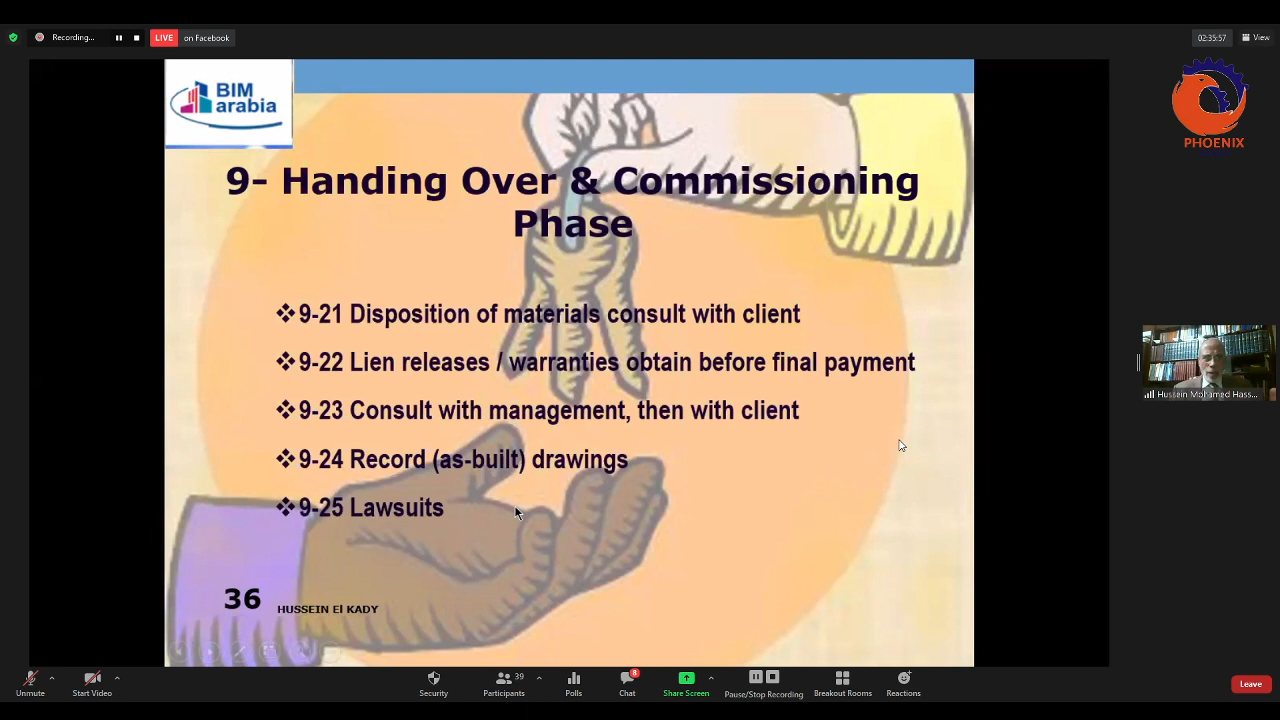 Recording...
LIVE
on Facebook
02:35:57
View
BIM
arabia
PHOENIX
9- Handing Over & Commissioning
Phase
❖9-21 Disposition of materials consult with client
❖9-22 Lien releases / warranties obtain before final payment
❖9-23 Consult with management, then with client
❖9-24 Record (as-built) drawings
❖9-25 Lawsuits
36
HUSSEIN El KADY
Hussein Mohamed Hass...
Unmute
Start Video
Security
39
Participants
Polls
8
Chat
Share Screen
Pause/Stop Recording
Breakout Rooms
Reactions
Leave